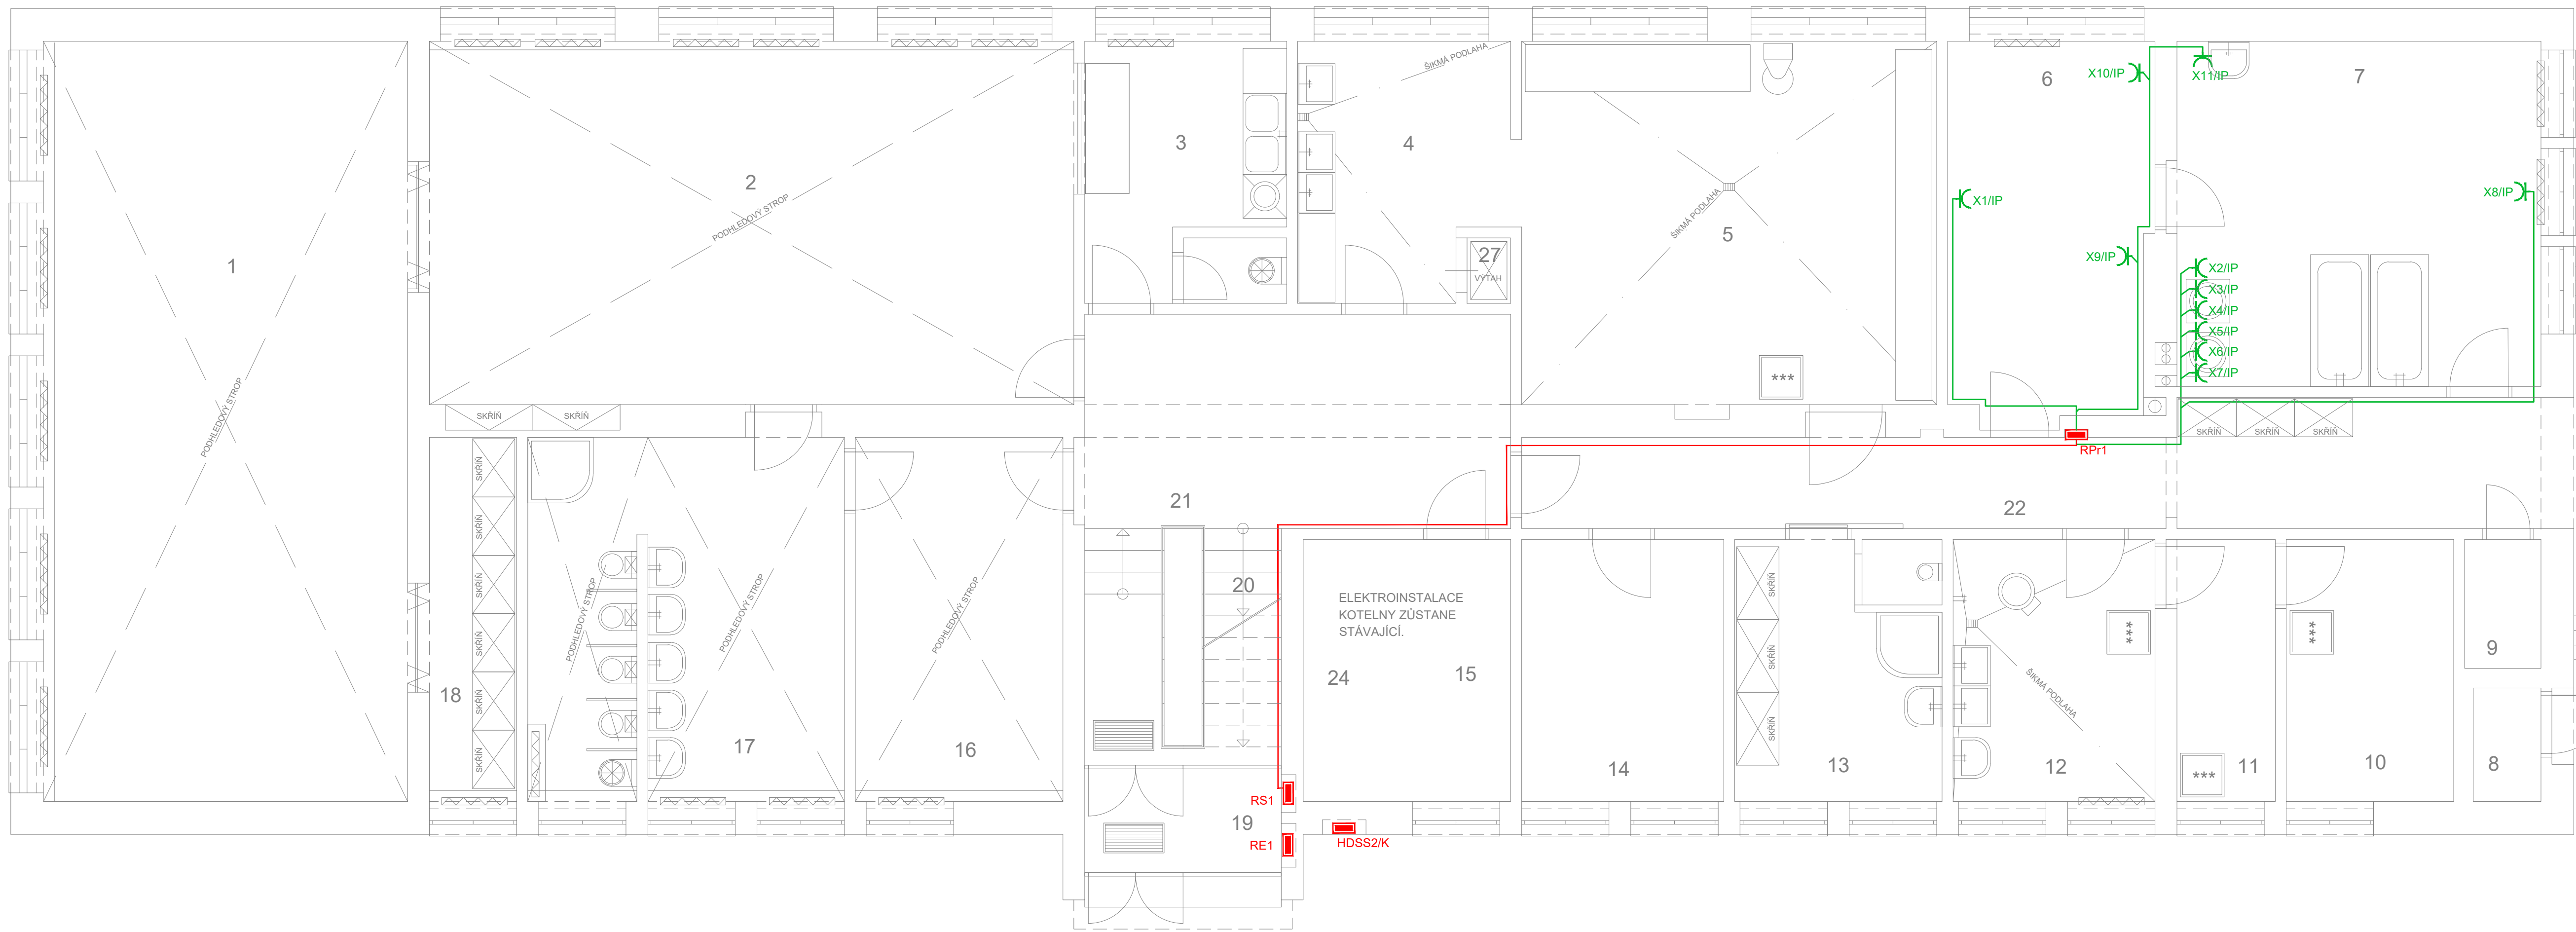 ŠIKMÁ PODLAHA
X10/IP
X11/IP
6
7
3
4
2
PODHLEDOVÝ STROP
X8/IP
X1/IP
ŠIKMÁ PODLAHA
5
27
VÝTAH
X9/IP
1
X2/IP
X3/IP
X4/IP
X5/IP
X6/IP
X7/IP
***
PODHLEDOVÝ STROP
SKŘÍŇ
SKŘÍŇ
SKŘÍŇ
SKŘÍŇ
SKŘÍŇ
RPr1
SKŘÍŇ
SKŘÍŇ
SKŘÍŇ
SKŘÍŇ
SKŘÍŇ
SKŘÍŇ
21
22
20
ELEKTROINSTALACE
KOTELNY ZŮSTANE
STÁVAJÍCÍ.
PODHLEDOVÝ STROP
PODHLEDOVÝ STROP
PODHLEDOVÝ STROP
SKŘÍŇ
SKŘÍŇ
SKŘÍŇ
***
***
9
24
15
ŠIKMÁ PODLAHA
18
17
16
14
13
12
***
11
10
8
RS1
19
RE1
HDSS2/K